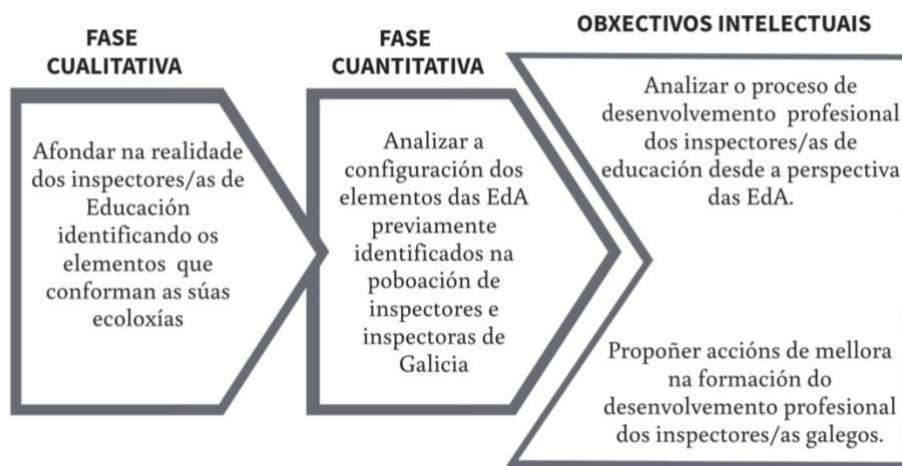 FASE
CUALITATIVA
Afondar na realidade
dos inspectores/as de
Educación
identificando os
elementos que
conforman as súas
ecoloxías
FASE
CUANTITATIVA
Analizar a
configuración dos
elementos das EdA
previamente
identificados na
poboación de
inspectores e
inspectoras de
Galicia
OBXECTIVOS INTELECTUAIS
Analizar o proceso de
desenvolvemento profesional
dos inspectores/as de
educación desde a perspectiva
das EdA.
Propoñer accións de mellora
na formación do
desenvolvemento profesional
dos inspectores/as galegos.